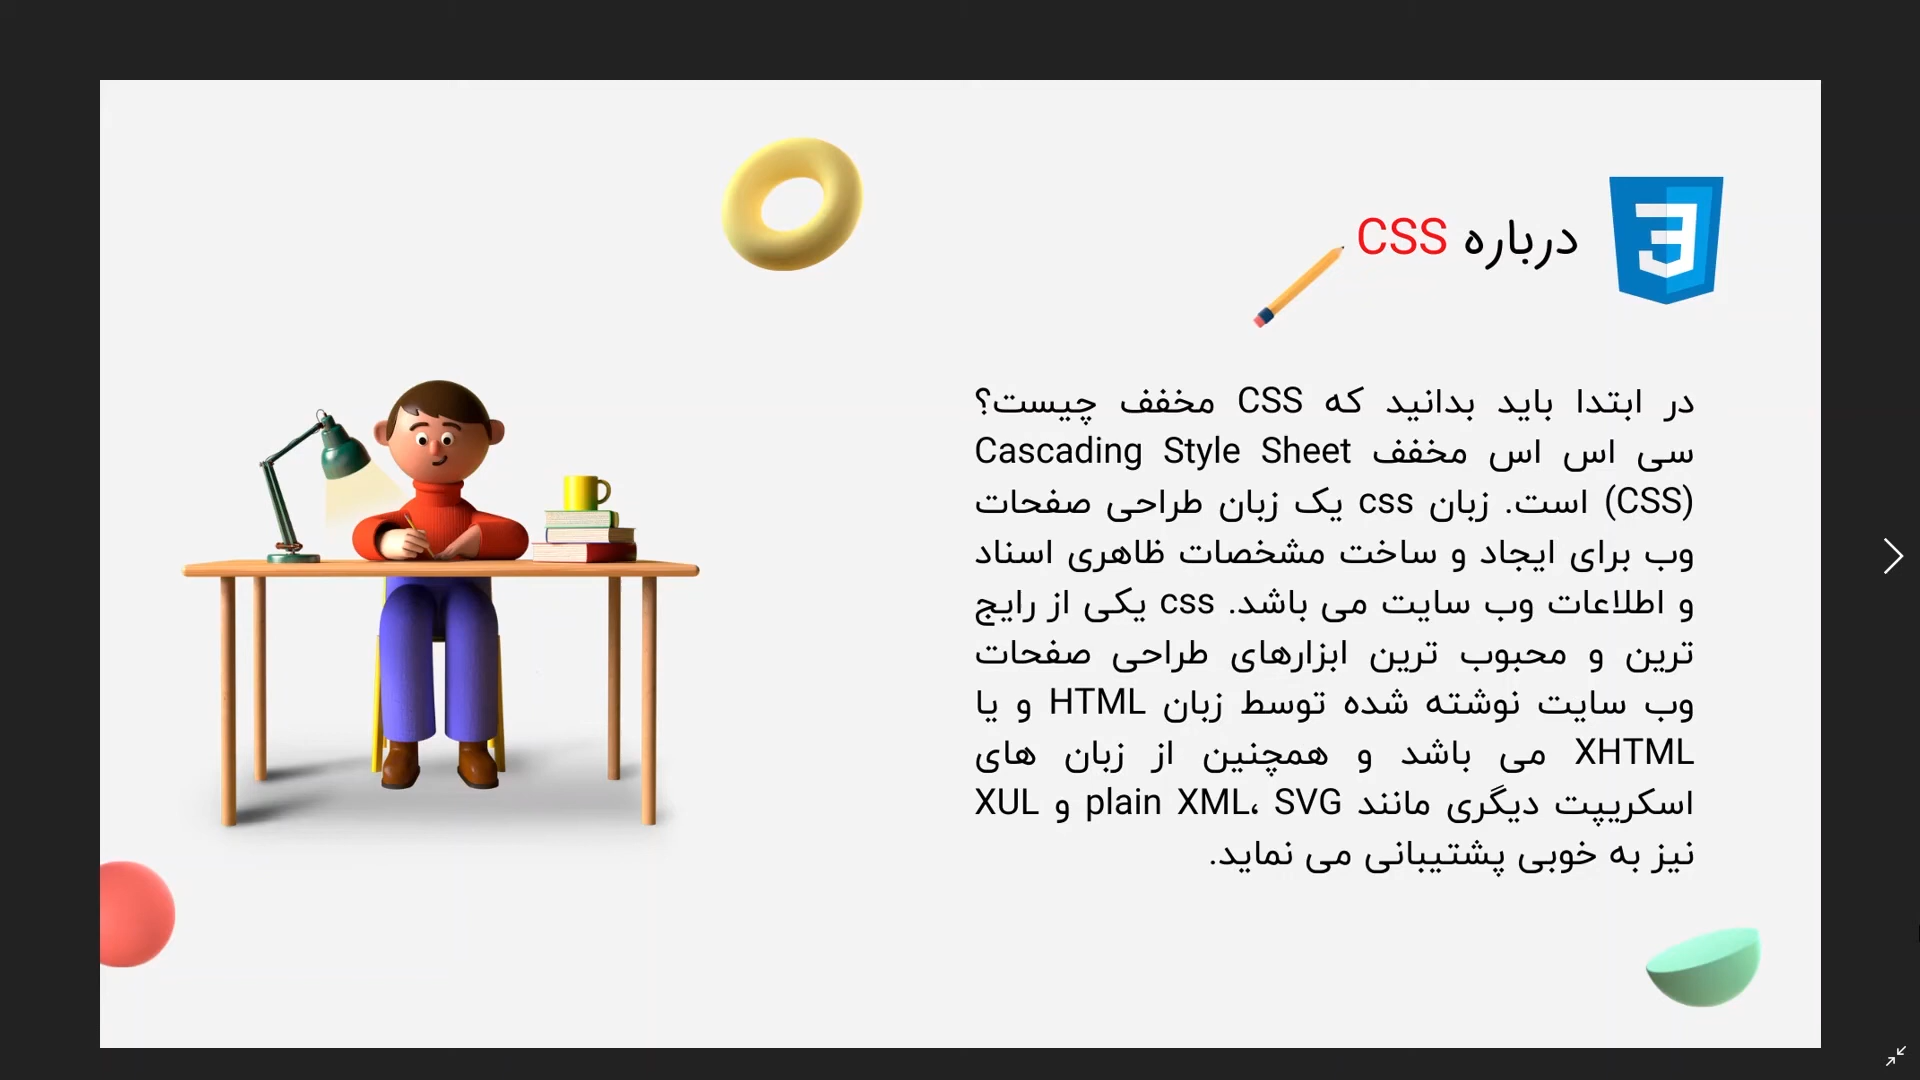 درباره CSS
در ابتدا باید بدانید که CSS مخفف چیست؟
سی اس اس مخفف Cascading Style Sheet
(CSS) است. زبان css یک زبان طراحی صفحات
وب برای ایجاد و ساخت مشخصات ظاهری اسناد
و اطلاعات وب سایت می باشد. css یکی از رایج
ترین و محبوب ترین ابزارهای طراحی صفحات
وب سایت نوشته شده توسط زبان HTML و یا
XHTML می باشد و همچنین از زبان های
اسکریپت دیگری مانند plain XML، SVG و XUL
نیز به خوبی پشتیبانی می نماید.